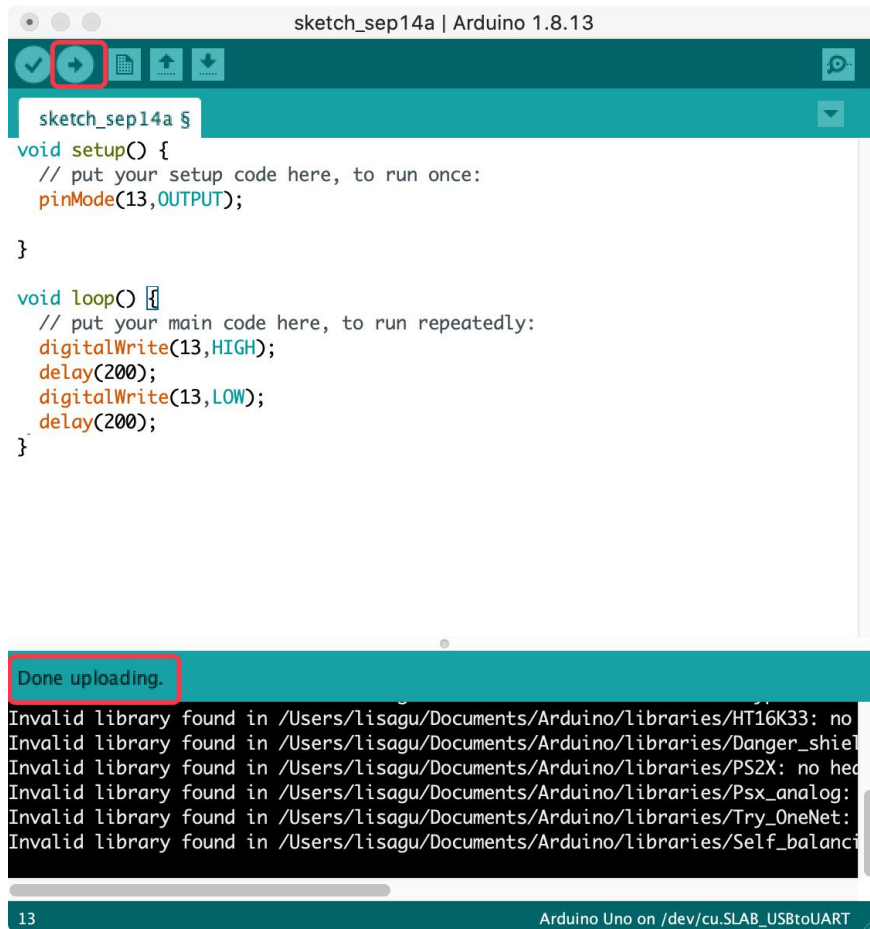 sketch_sep14a | Arduino 1.8.13
sketch_sep14a §
void setup() {
  // put your setup code here, to run once:
  pinMode(13,OUTPUT);
}
void loop() {
  // put your main code here, to run repeatedly:
  digitalWrite(13,HIGH);
  delay(200);
  digitalWrite(13,LOW);
  delay(200);
}
Done uploading.
Invalid library found in /Users/lisagu/Documents/Arduino/libraries/HT16K33: no
Invalid library found in /Users/lisagu/Documents/Arduino/libraries/Danger_shiel
Invalid library found in /Users/lisagu/Documents/Arduino/libraries/PS2X: no hea
Invalid library found in /Users/lisagu/Documents/Arduino/libraries/Psx_analog:
Invalid library found in /Users/lisagu/Documents/Arduino/libraries/Try_OneNet:
Invalid library found in /Users/lisagu/Documents/Arduino/libraries/Self_balanci
13 Arduino Uno on /dev/cu.SLAB_USBtoUART